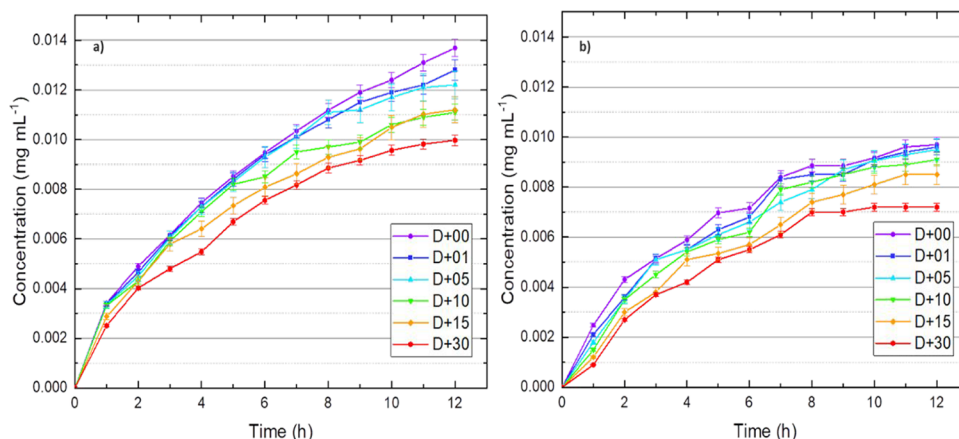 a)
Concentration (mg mL⁻¹)
0.014
0.012
0.010
0.008
0.006
0.004
0.002
0.000
D+00
D+01
D+05
D+10
D+15
D+30
0 2 4 6 8 10 12
Time (h)
b)
Concentration (mg mL⁻¹)
0.014
0.012
0.010
0.008
0.006
0.004
0.002
0.000
D+00
D+01
D+05
D+10
D+15
D+30
0 2 4 6 8 10 12
Time (h)